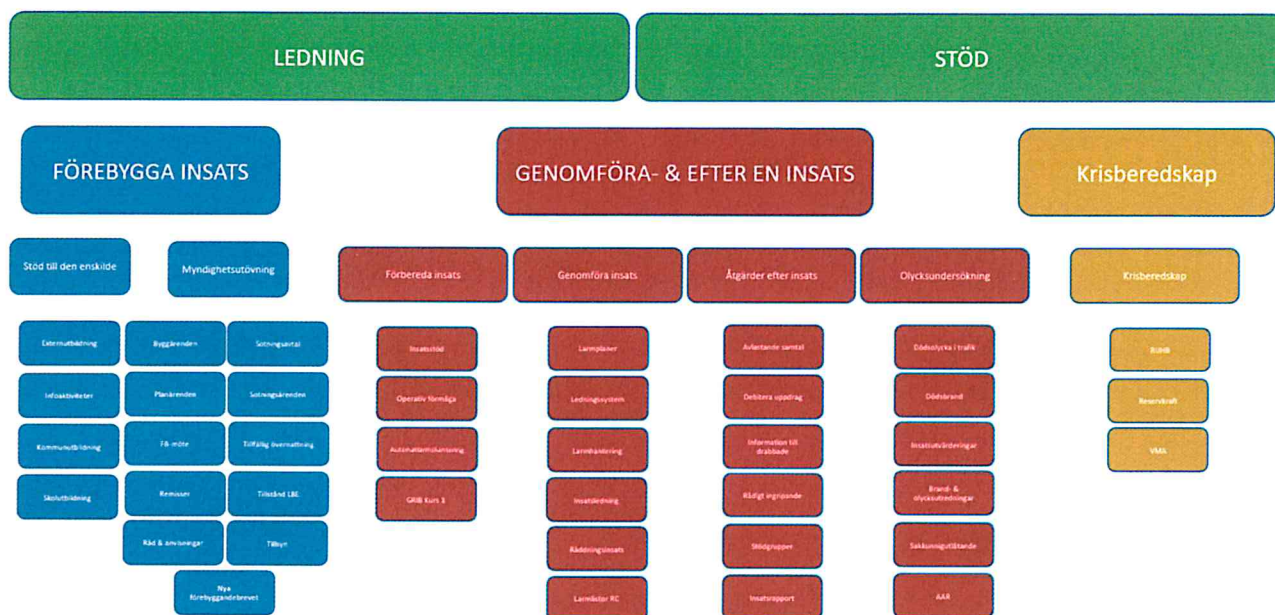 LEDNING
STÖD
FÖREBYGGA INSATS
GENOMFÖRA- & EFTER EN INSATS
Krisberedskap
Stöd till den enskilde
Myndighetsutövning
Förbereda insats
Genomföra insats
Åtgärder efter insats
Olycksundersökning
Krisberedskap
Externutbildning
Byggärenden
Sotningsavtal
Insatsstöd
Larmplaner
Avlastande samtal
Dödsolycka i trafik
Infoaktiviteter
Planärenden
Sotningsärenden
Operativ förmåga
Ledningssystem
Debitera uppdrag
Dödsbrand
Reservkraft
Kommunutbildning
FB-möte
Tillfällig övernattning
Automatlarmshantering
Larmhantering
Information till
drabbade
Insatsutvärderingar
VMA
Skolutbildning
Remisser
Tillstånd LBE
GRIB Kurs 1
Insatsledning
Rådigt ingripande
Brand- &
olycksutredningar
Råd & anvisningar
Tillsyn
Räddningsinsats
Stödgrupper
Sakkunnigutlåtande
Nya
förebyggandebrevet
Larmlistor RC
Insatsrapport
AAR